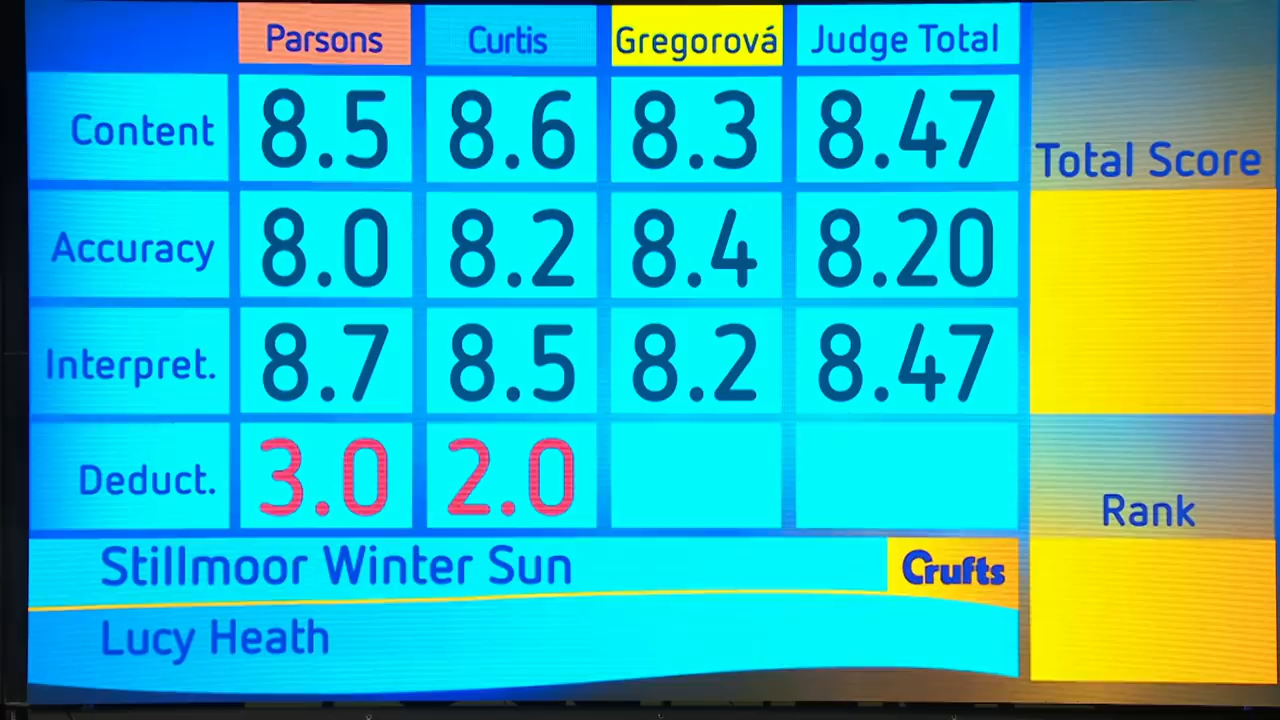 Parsons Curtis Gregorová Judge Total
Content 8.5 8.6 8.3 8.47
Total Score
Accuracy 8.0 8.2 8.4 8.20
Interpret. 8.7 8.5 8.2 8.47
Deduct. 3.0 2.0
Rank
Stillmoor Winter Sun Crufts
Lucy Heath